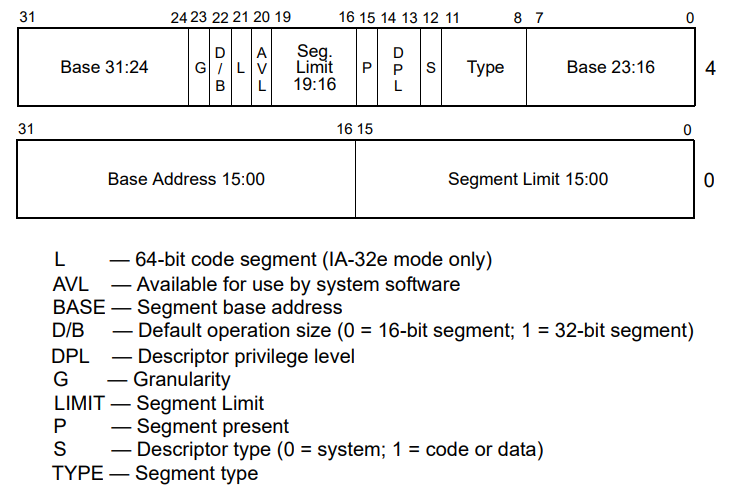 31 24 23 22 21 20 19 16 15 14 13 12 11 8 7 0
Base 31:24 G D/B L AVL Seg. Limit 19:16 P DPL S Type Base 23:16 4
31 16 15 0
Base Address 15:00 Segment Limit 15:00 0
L — 64-bit code segment (IA-32e mode only)
AVL — Available for use by system software
BASE — Segment base address
D/B — Default operation size (0 = 16-bit segment; 1 = 32-bit segment)
DPL — Descriptor privilege level
G — Granularity
LIMIT — Segment Limit
P — Segment present
S — Descriptor type (0 = system; 1 = code or data)
TYPE — Segment type